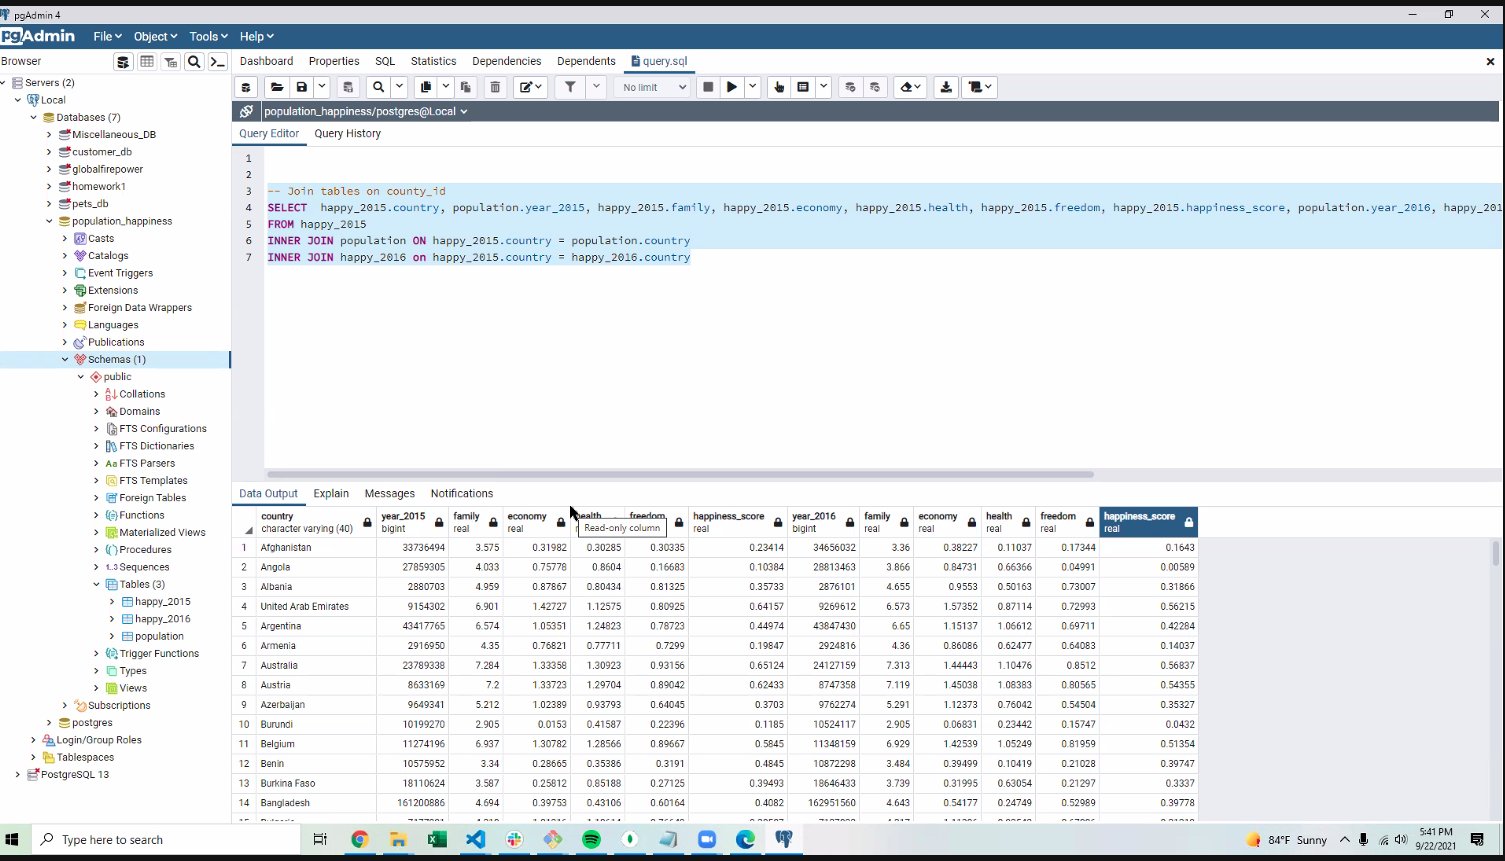 pgAdmin 4
pgAdmin File Object Tools Help
Browser
Dashboard Properties SQL Statistics Dependencies Dependents query.sql
No limit
population_happiness/postgres@Local
Query Editor Query History
Servers (2)
Local
Databases (7)
Miscellaneous_DB
customer_db
globalfirepower
homework1
pets_db
population_happiness
Casts
Catalogs
Event Triggers
Extensions
Foreign Data Wrappers
Languages
Publications
Schemas (1)
public
Collations
Domains
FTS Configurations
FTS Dictionaries
Aa FTS Parsers
FTS Templates
Foreign Tables
Functions
Materialized Views
Procedures
1..3 Sequences
Tables (3)
happy_2015
happy_2016
population
Trigger Functions
Types
Views
Subscriptions
postgres
Login/Group Roles
Tablespaces
PostgreSQL 13
1
2
3 -- Join tables on county_id
4 SELECT happy_2015.country, population.year_2015, happy_2015.family, happy_2015.economy, happy_2015.health, happy_2015.freedom, happy_2015.happiness_score, population.year_2016, happy_201
5 FROM happy_2015
6 INNER JOIN population ON happy_2015.country = population.country
7 INNER JOIN happy_2016 on happy_2015.country = happy_2016.country
Data Output Explain Messages Notifications
country year_2015 family economy health freedom happiness_score year_2016 family economy health freedom happiness_score
character varying (40) bigint real real Read-only column real bigint real real real real real
1 Afghanistan 33736494 3.575 0.31982 0.30285 0.30335 0.23414 34656032 3.36 0.38227 0.11037 0.17344 0.1643
2 Angola 27859305 4.033 0.75778 0.8604 0.16683 0.10384 28813463 3.866 0.84731 0.66366 0.04991 0.00589
3 Albania 2880703 4.959 0.87867 0.80434 0.81325 0.35733 2876101 4.655 0.9553 0.50163 0.73007 0.31866
4 United Arab Emirates 9154302 6.901 1.42727 1.12575 0.80925 0.64157 9269612 6.573 1.57352 0.87114 0.72993 0.56215
5 Argentina 43417765 6.574 1.05351 1.24823 0.78723 0.44974 43847430 6.65 1.15137 1.06612 0.69711 0.42284
6 Armenia 2916950 4.35 0.76821 0.77711 0.7299 0.19847 2924816 4.36 0.86086 0.62477 0.64083 0.14037
7 Australia 23789338 7.284 1.33358 1.30923 0.93156 0.65124 24127159 7.313 1.44443 1.10476 0.8512 0.56837
8 Austria 8633169 7.2 1.33723 1.29704 0.89042 0.62433 8747358 7.119 1.45038 1.08383 0.80565 0.54355
9 Azerbaijan 9649341 5.212 1.02389 0.93793 0.64045 0.3703 9762274 5.291 1.12373 0.76042 0.54504 0.35327
10 Burundi 10199270 2.905 0.0153 0.41587 0.22396 0.1185 10524117 2.905 0.06831 0.23442 0.15747 0.0432
11 Belgium 11274196 6.937 1.30782 1.28566 0.89667 0.5845 11348159 6.929 1.42539 1.05249 0.81959 0.51354
12 Benin 10575952 3.34 0.28665 0.35386 0.3191 0.4845 10872298 3.484 0.39499 0.10419 0.21028 0.39747
13 Burkina Faso 18110624 3.587 0.25812 0.85188 0.27125 0.39493 18646433 3.739 0.31995 0.63054 0.21297 0.3337
14 Bangladesh 161200886 4.694 0.39753 0.43106 0.60164 0.4082 162951560 4.643 0.54177 0.24749 0.52989 0.39778
Type here to search
84°F Sunny
5:41 PM
9/22/2021